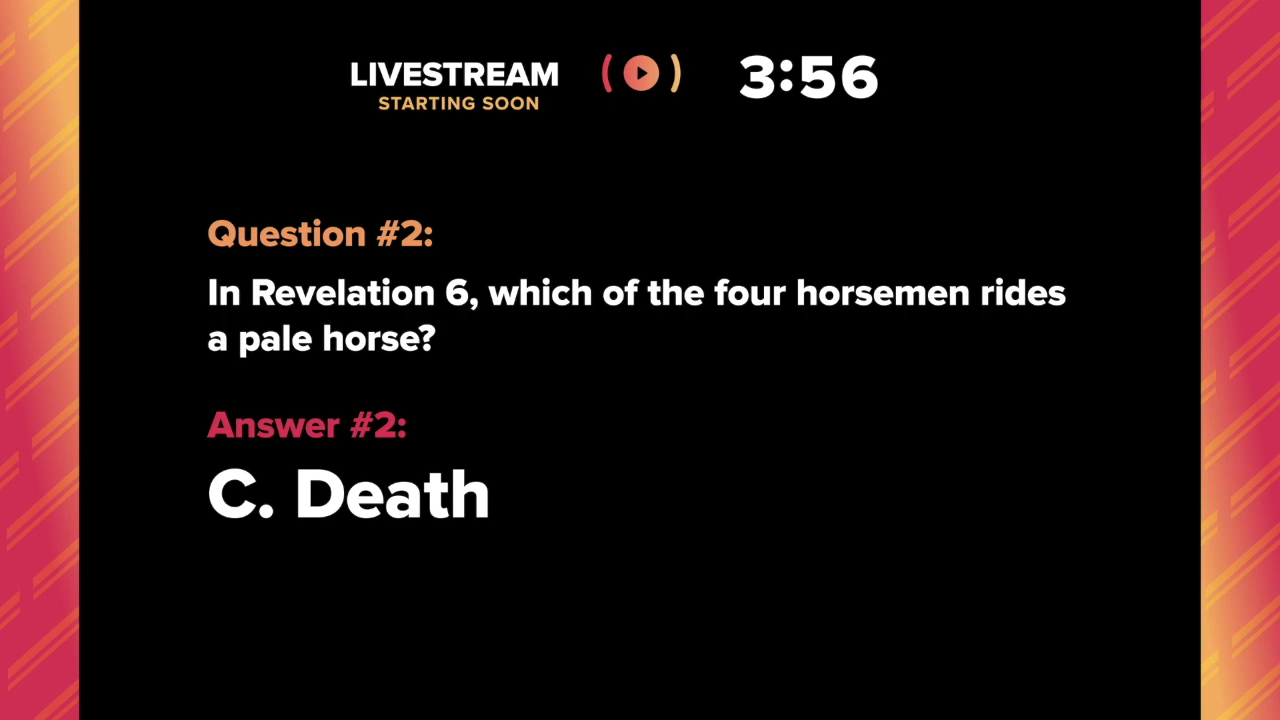 LIVESTREAM
STARTING SOON
3:56
Question #2:
In Revelation 6, which of the four horsemen rides
a pale horse?
Answer #2:
C. Death